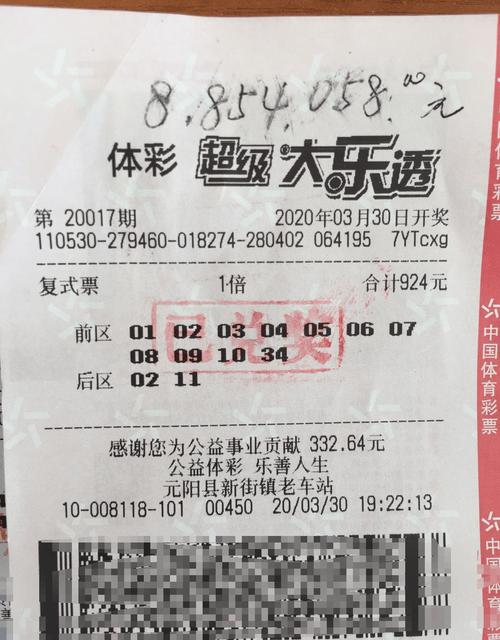 8.854.058.00元
体彩 超级大乐透
第 20017期 2020年03月30日开奖
110530-279460-018274-280402 064195 7YTcxg
复式票 1倍 合计924元
已兑奖
前区 01 02 03 04 05 06 07
08 09 10 34
后区 02 11
感谢您为公益事业贡献 332.64元
公益体彩 乐善人生
元阳县新街镇老车站
10-008118-101 00450 20/03/30 19:22:13
体育彩票
中国体育彩票
中国体育